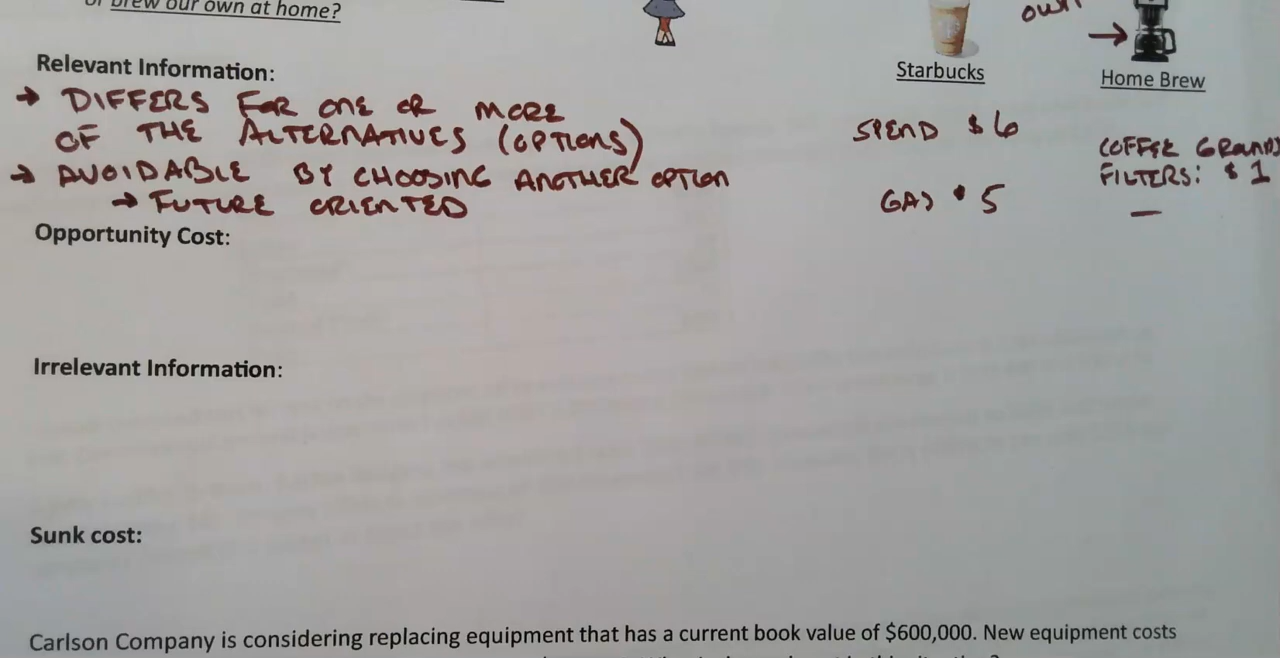 or brew our own at home?
own
Relevant Information:
Starbucks
Home Brew
→ DIFFERS FOR ONE OR MORE
OF THE ALTERNATIVES (OPTIONS)
SPEND $6
COFFEE GROUNDS
→ AVOIDABLE BY CHOOSING ANOTHER OPTION
FILTERS: $1
→ FUTURE ORIENTED
GAS $5
—
Opportunity Cost:
Irrelevant Information:
Sunk cost:
Carlson Company is considering replacing equipment that has a current book value of $600,000. New equipment costs